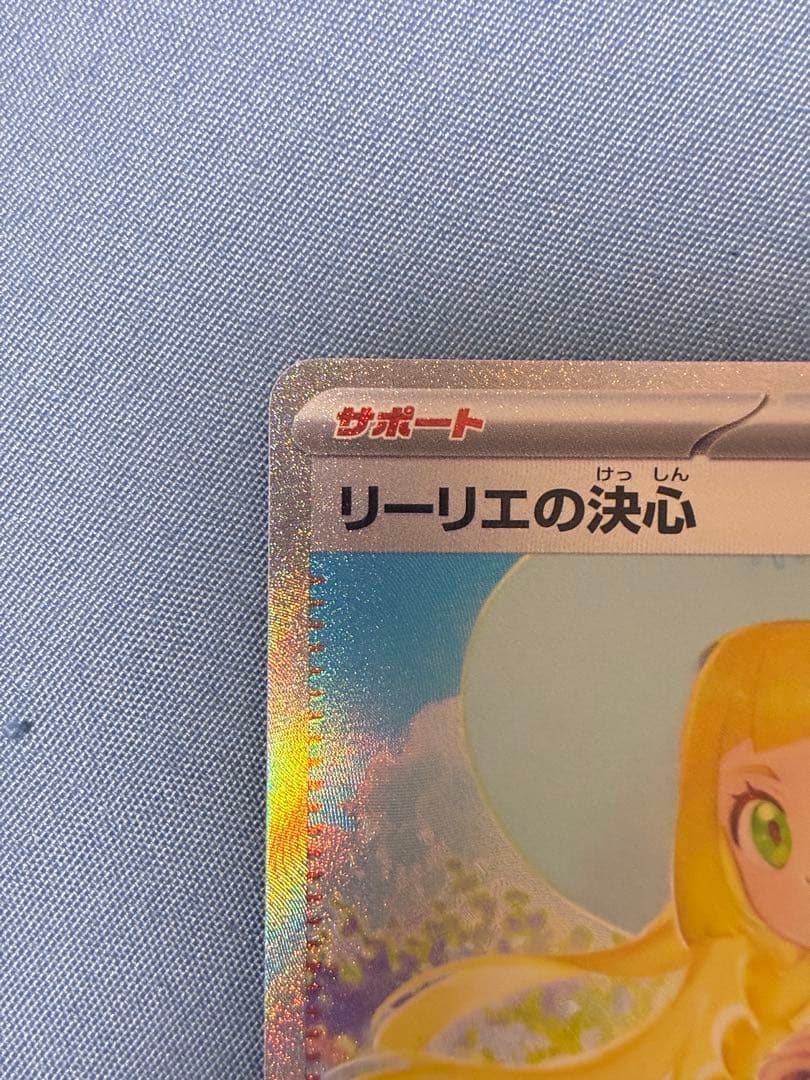 サポート
けっ しん
リーリエの決心